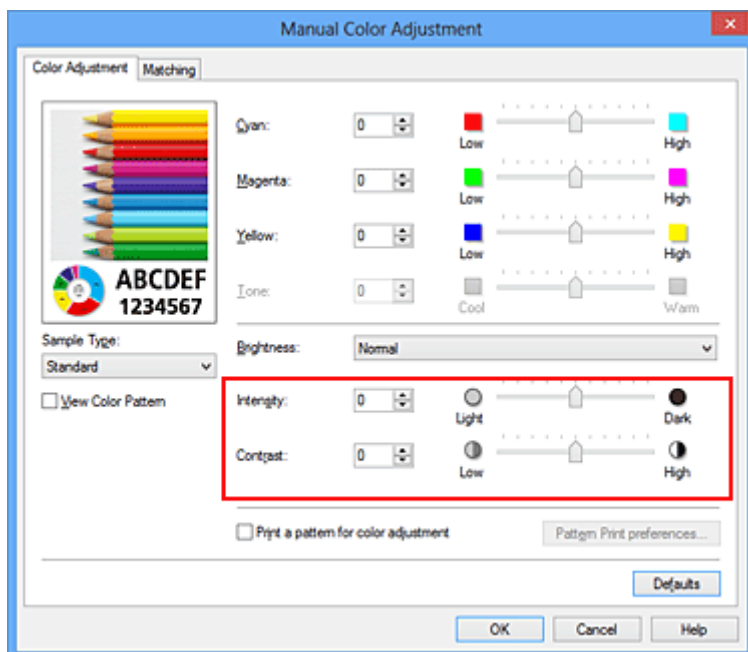 Manual Color Adjustment
Color Adjustment Matching
Cyan: 0 Low High
Magenta: 0 Low High
Yellow: 0 Low High
ABCDEF
1234567
Tone: 0 Cool Warm
Sample Type:
Standard
Brightness: Normal
View Color Pattern
Intensity: 0 Light Dark
Contrast: 0 Low High
Print a pattern for color adjustment Pattern Print preferences...
Defaults
OK Cancel Help